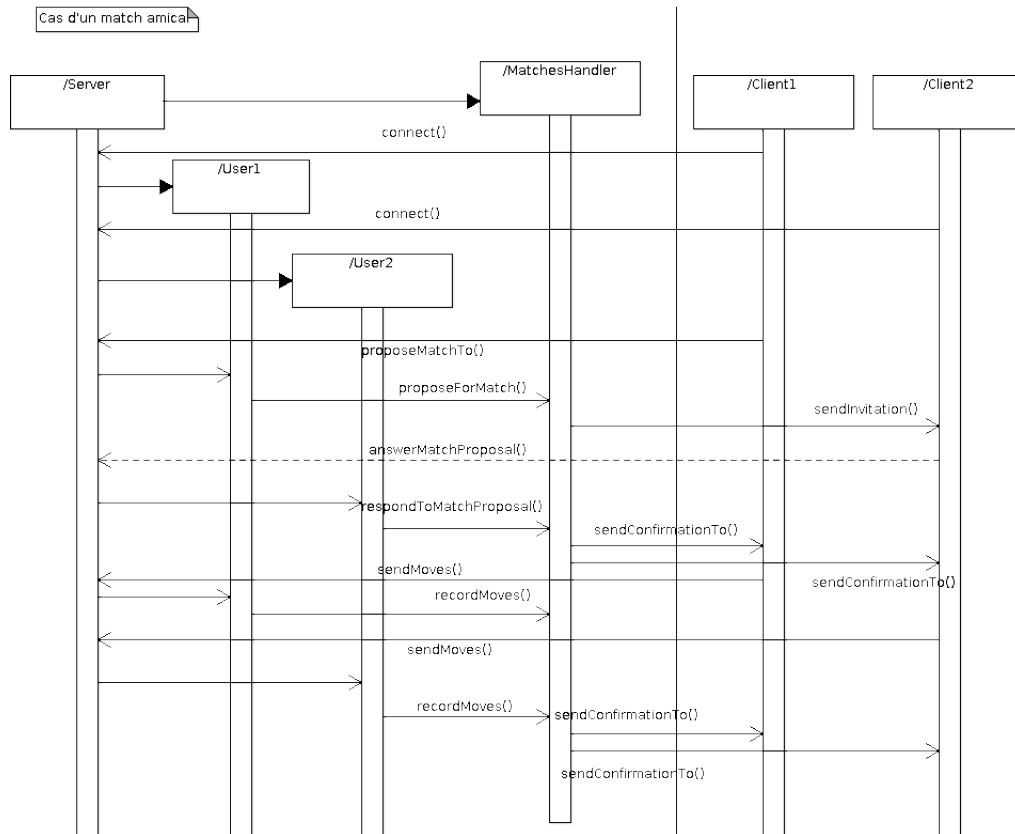 Cas d'un match amical
/MatchesHandler
/Server
/Client1
/Client2
connect()
/User1
connect()
/User2
proposeMatchTo()
proposeForMatch()
sendInvitation()
answerMatchProposal()
respondToMatchProposal()
sendConfirmationTo()
sendMoves()
sendConfirmationTo()
recordMoves()
sendMoves()
recordMoves()
sendConfirmationTo()
sendConfirmationTo()